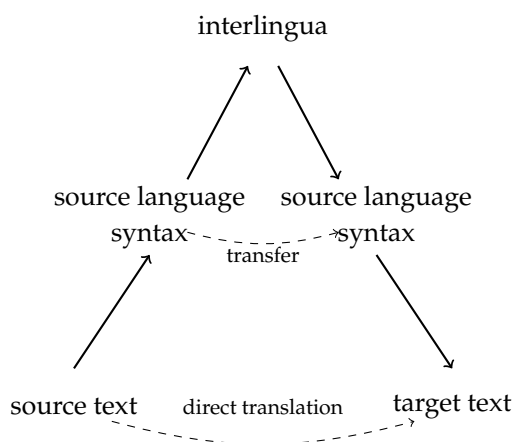 interlingua
source language source language
syntax syntax
transfer
source text direct translation target text